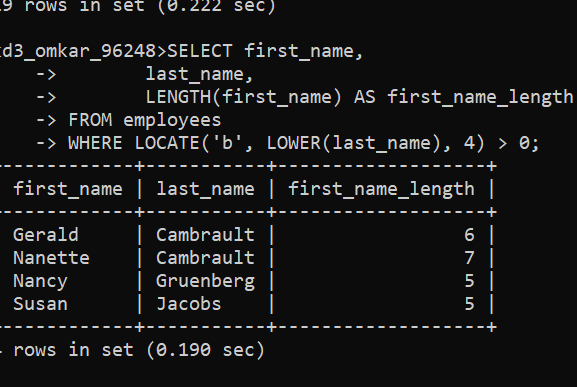 19 rows in set (0.222 sec)
kd3_omkar_96248>SELECT first_name,
    ->        last_name,
    ->        LENGTH(first_name) AS first_name_length
    -> FROM employees
    -> WHERE LOCATE('b', LOWER(last_name), 4) > 0;
------------+-----------+-------------------+
 first_name | last_name | first_name_length |
------------+-----------+-------------------+
 Gerald     | Cambrault |                 6 |
 Nanette    | Cambrault |                 7 |
 Nancy      | Gruenberg |                 5 |
 Susan      | Jacobs    |                 5 |
------------+-----------+-------------------+
rows in set (0.190 sec)